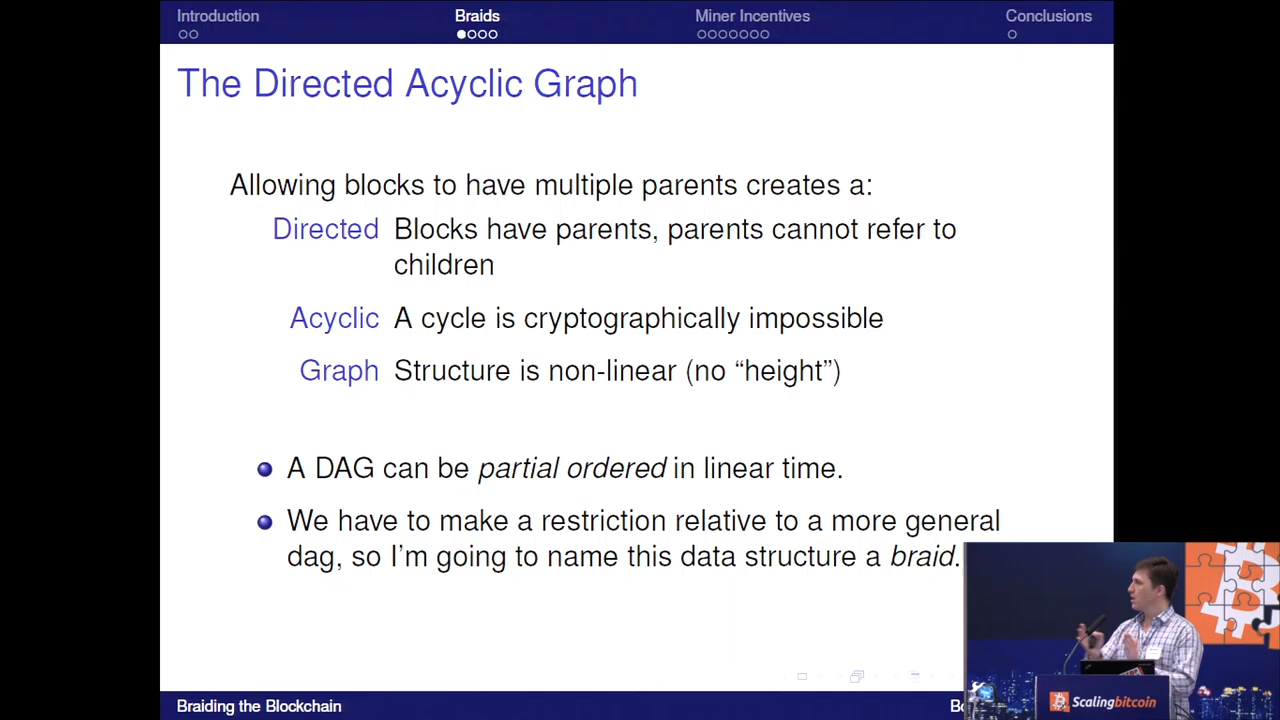 Introduction Braids Miner Incentives Conclusions
The Directed Acyclic Graph
Allowing blocks to have multiple parents creates a:
Directed Blocks have parents, parents cannot refer to
children
Acyclic A cycle is cryptographically impossible
Graph Structure is non-linear (no “height”)
A DAG can be partial ordered in linear time.
We have to make a restriction relative to a more general
dag, so I'm going to name this data structure a braid.
Braiding the Blockchain
Scalingbitcoin